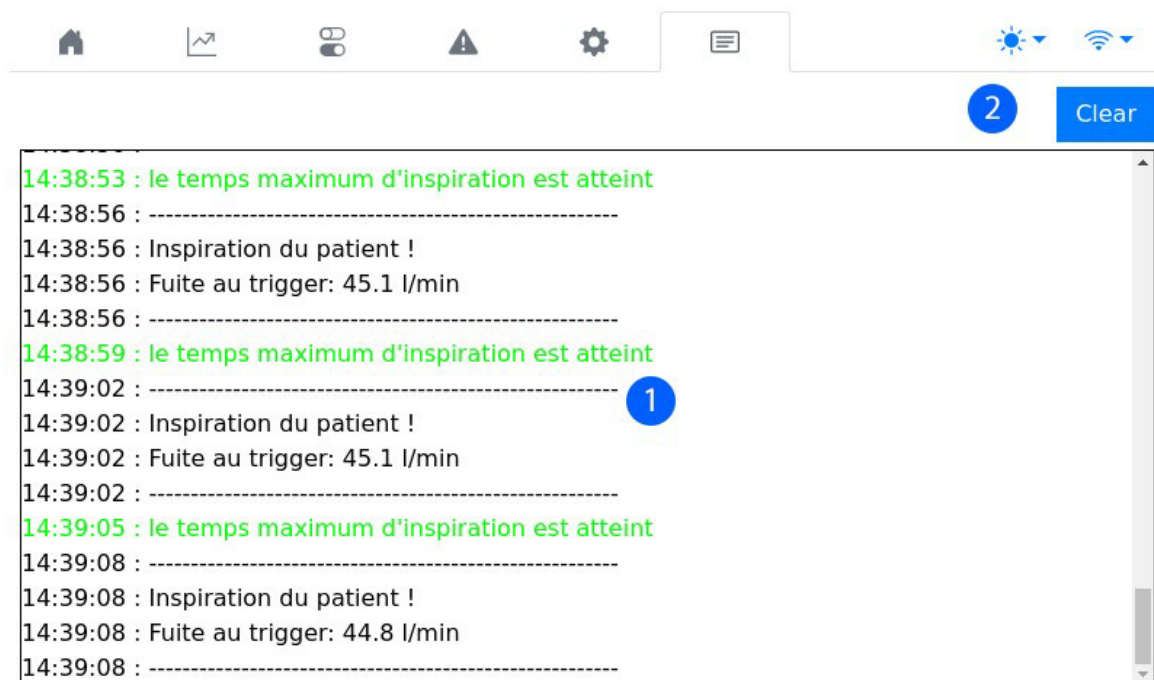 2
Clear
14:38:53 : le temps maximum d'inspiration est atteint
14:38:56 : --------------------------------------------------------
14:38:56 : Inspiration du patient !
14:38:56 : Fuite au trigger: 45.1 l/min
14:38:56 : --------------------------------------------------------
14:38:59 : le temps maximum d'inspiration est atteint
14:39:02 : --------------------------------------------------------
1
14:39:02 : Inspiration du patient !
14:39:02 : Fuite au trigger: 45.1 l/min
14:39:02 : --------------------------------------------------------
14:39:05 : le temps maximum d'inspiration est atteint
14:39:08 : --------------------------------------------------------
14:39:08 : Inspiration du patient !
14:39:08 : Fuite au trigger: 44.8 l/min
14:39:08 : --------------------------------------------------------